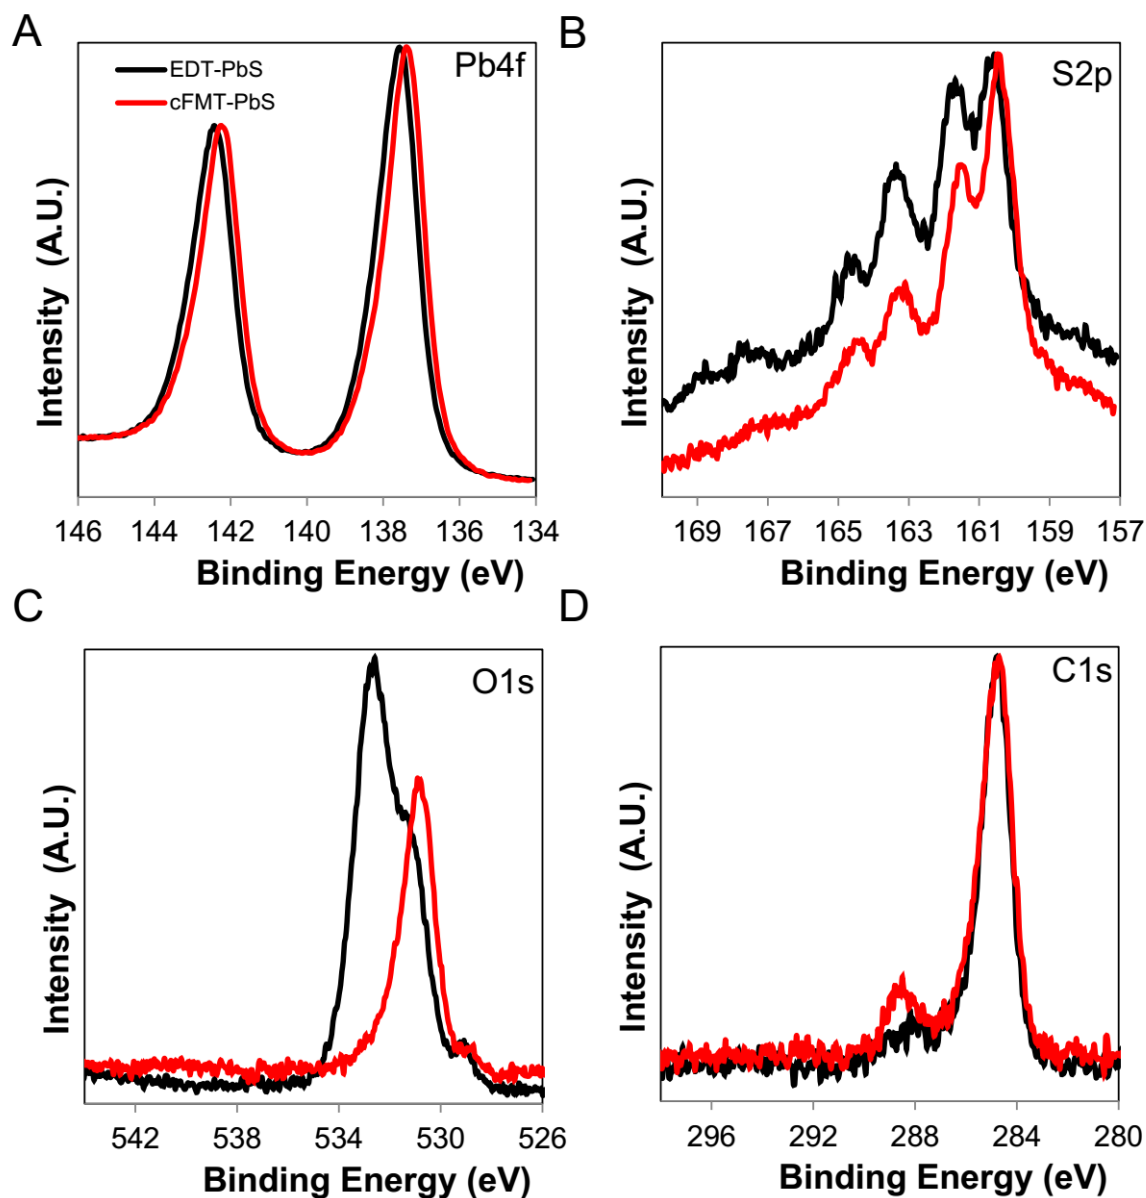 A
Pb4f
EDT-PbS
cFMT-PbS
Intensity (A.U.)
146 144 142 140 138 136 134
Binding Energy (eV)
B
S2p
Intensity (A.U.)
169 167 165 163 161 159 157
Binding Energy (eV)
C
O1s
Intensity (A.U.)
542 538 534 530 526
Binding Energy (eV)
D
C1s
Intensity (A.U.)
296 292 288 284 280
Binding Energy (eV)